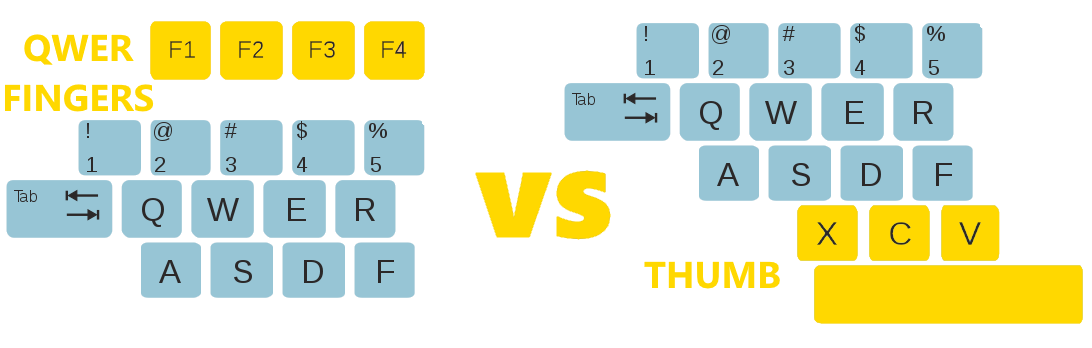 QWER F1 F2 F3 F4
FINGERS
! @ # $ %
1 2 3 4 5
Tab Q W E R
A S D F
VS
! @ # $ %
1 2 3 4 5
Tab Q W E R
A S D F
X C V
THUMB